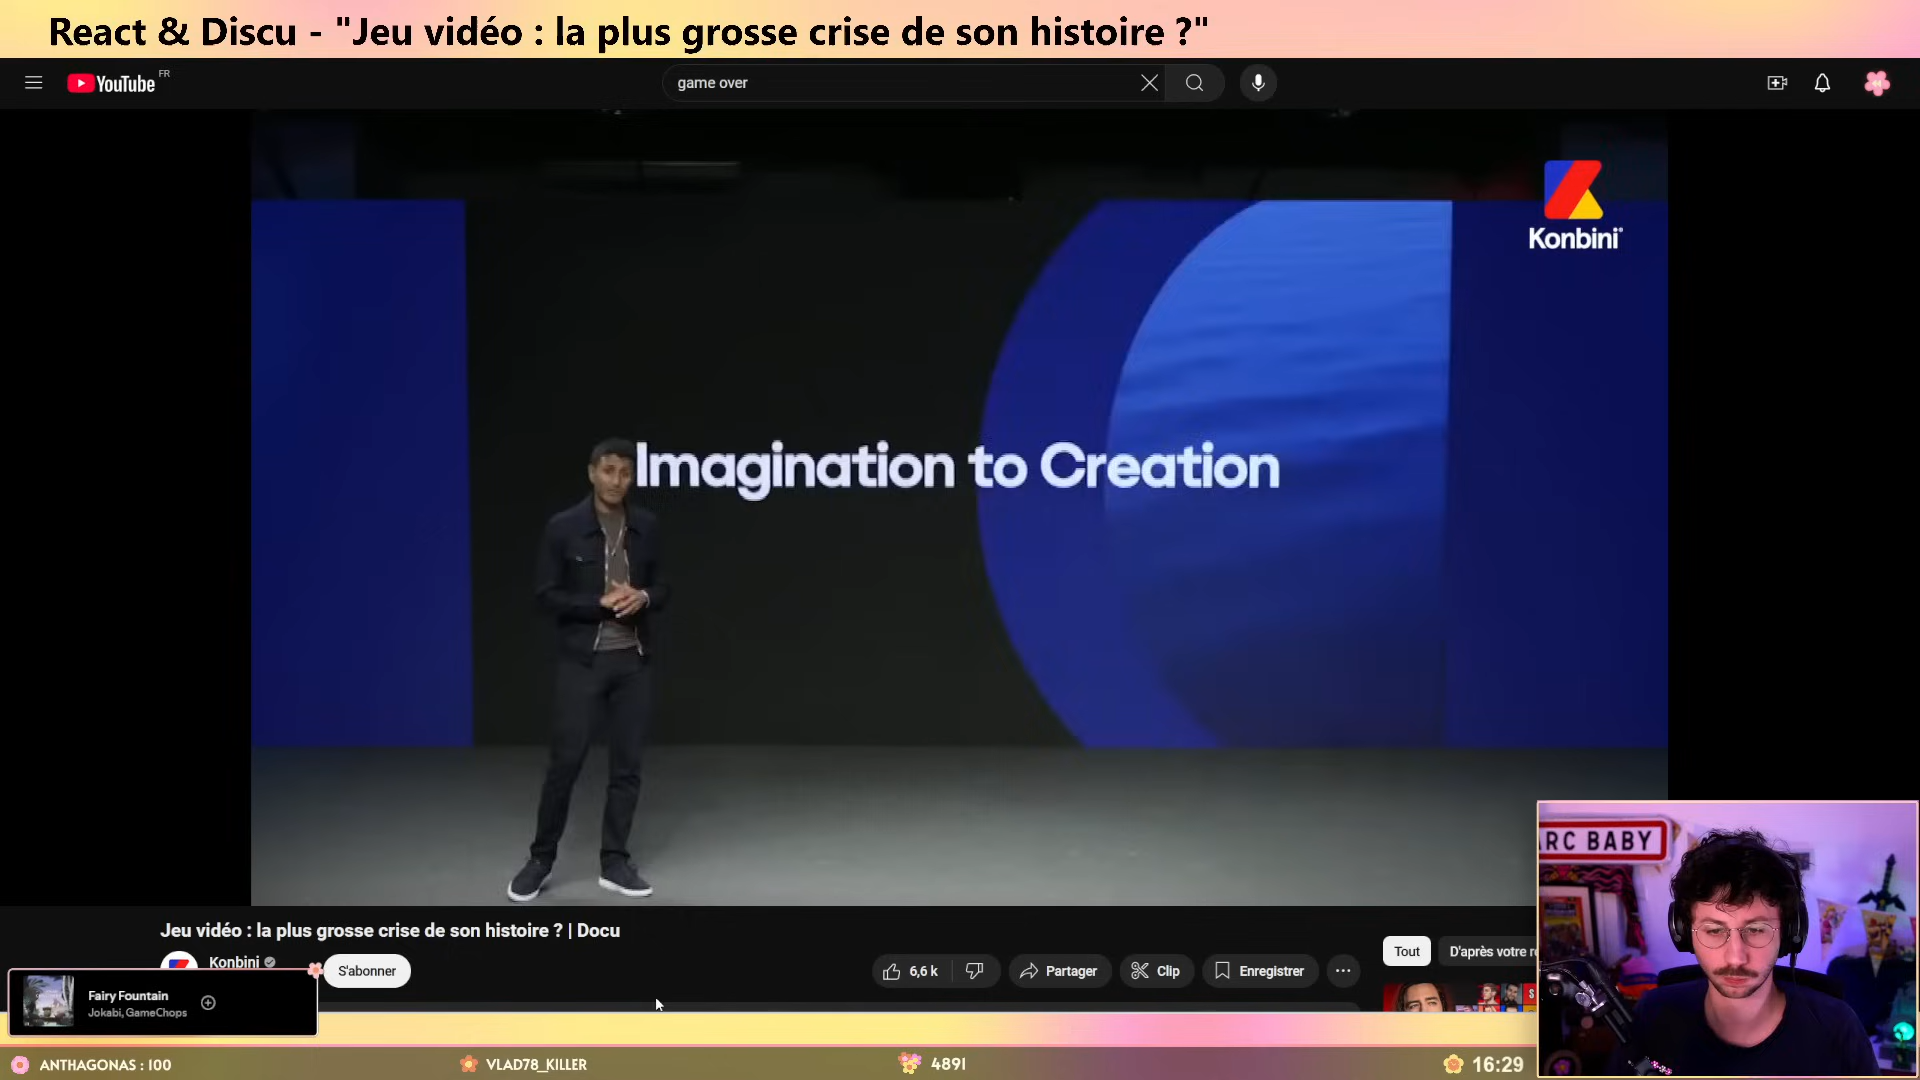 React & Discu - "Jeu vidéo : la plus grosse crise de son histoire ?"
YouTube FR
game over
Konbini
Imagination to Creation
Jeu vidéo : la plus grosse crise de son histoire ? | Docu
Konbini
S'abonner
6,6 k
Partager
Clip
Enregistrer
Tout
D'après votre re
Fairy Fountain
Jokabi, GameChops
ARC BABY
ANTHAGONAS : 100
VLAD78_KILLER
4891
16:29